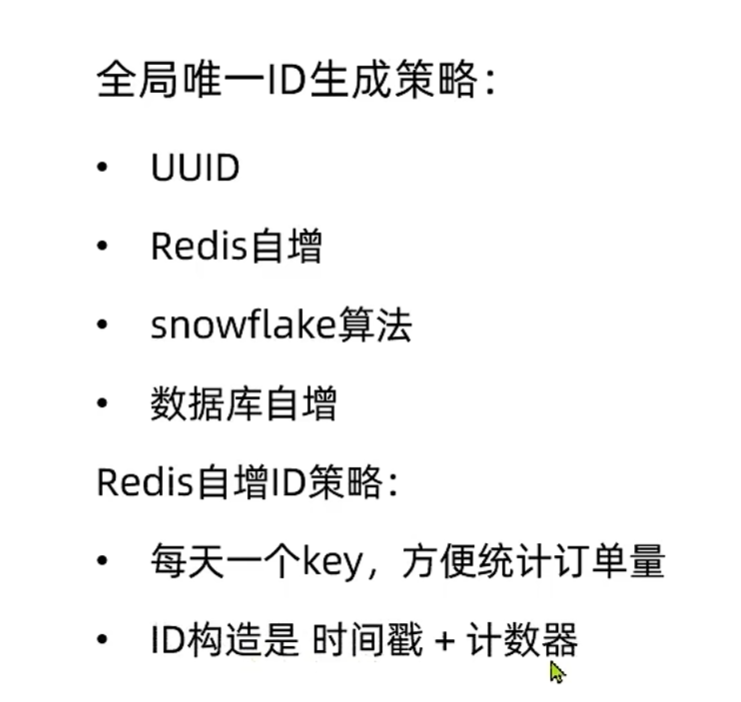 全局唯一ID生成策略：
• UUID
• Redis自增
• snowflake算法
• 数据库自增
Redis自增ID策略：
• 每天一个key，方便统计订单量
• ID构造是 时间戳 + 计数器